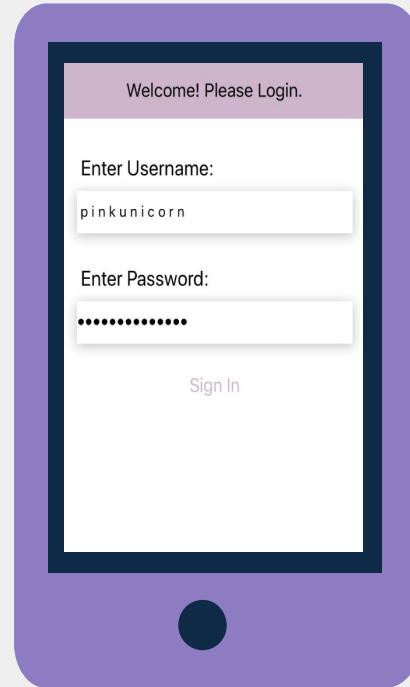 Welcome! Please Login.
Enter Username:
pinkunicorn
Enter Password:
••••••••••••••
Sign In